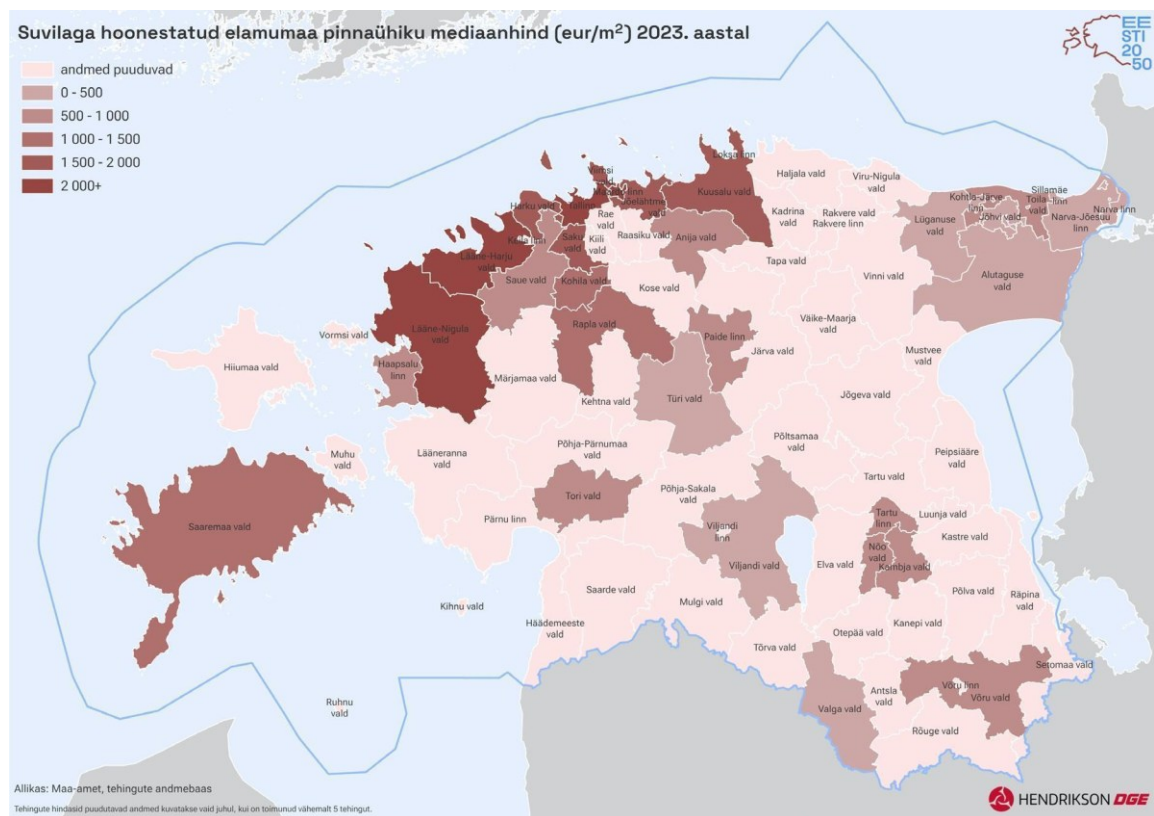 Suvilaga hoonestatud elamumaa pinnaühiku mediaanhind (eur/m²) 2023. aastal
EE
STI
20
50
andmed puuduvad
0 - 500
500 - 1 000
1 000 - 1 500
1 500 - 2 000
2 000+
Loksa linn
Kuusalu vald
Haljala vald
Viru-Nigula
vald
Harku vald
Rae
vald
Raasiku vald
Anija vald
Kadrina
vald
Rakvere vald
Rakvere linn
Lüganuse
vald
Kohtla-Järve
linn
Jõhvi vald
Toila
vald
Sillamäe
linn
Narva-Jõesuu
linn
Narva linn
Saku
vald
Kiili
vald
Keila linn
Lääne-Harju
vald
Saue vald
Kohila vald
Kose vald
Tapa vald
Vinni vald
Alutaguse
vald
Vormsi vald
Lääne-Nigula
vald
Rapla vald
Paide linn
Väike-Maarja
vald
Järva vald
Mustvee
vald
Hiiumaa vald
Haapsalu
linn
Märjamaa vald
Kehtna vald
Türi vald
Jõgeva vald
Muhu
vald
Lääneranna
vald
Põhja-Pärnumaa
vald
Põltsamaa
vald
Peipsiääre
vald
Tartu vald
Saaremaa vald
Pärnu linn
Tori vald
Põhja-Sakala
vald
Viljandi
linn
Tartu
linn
Luunja vald
Kastre vald
Nõo
vald
Kambja vald
Viljandi vald
Elva vald
Kihnu vald
Saarde vald
Mulgi vald
Põlva vald
Räpina
vald
Häädemeeste
vald
Tõrva vald
Otepää vald
Kanepi vald
Setomaa vald
Ruhnu
vald
Valga vald
Antsla
vald
Võru linn
Võru vald
Rõuge vald
Allikas: Maa-amet, tehingute andmebaas
Tehingute hindasid puudutavad andmed kuvatakse vaid juhul, kui on toimunud vähemalt 5 tehingut.
HENDRIKSON DGE